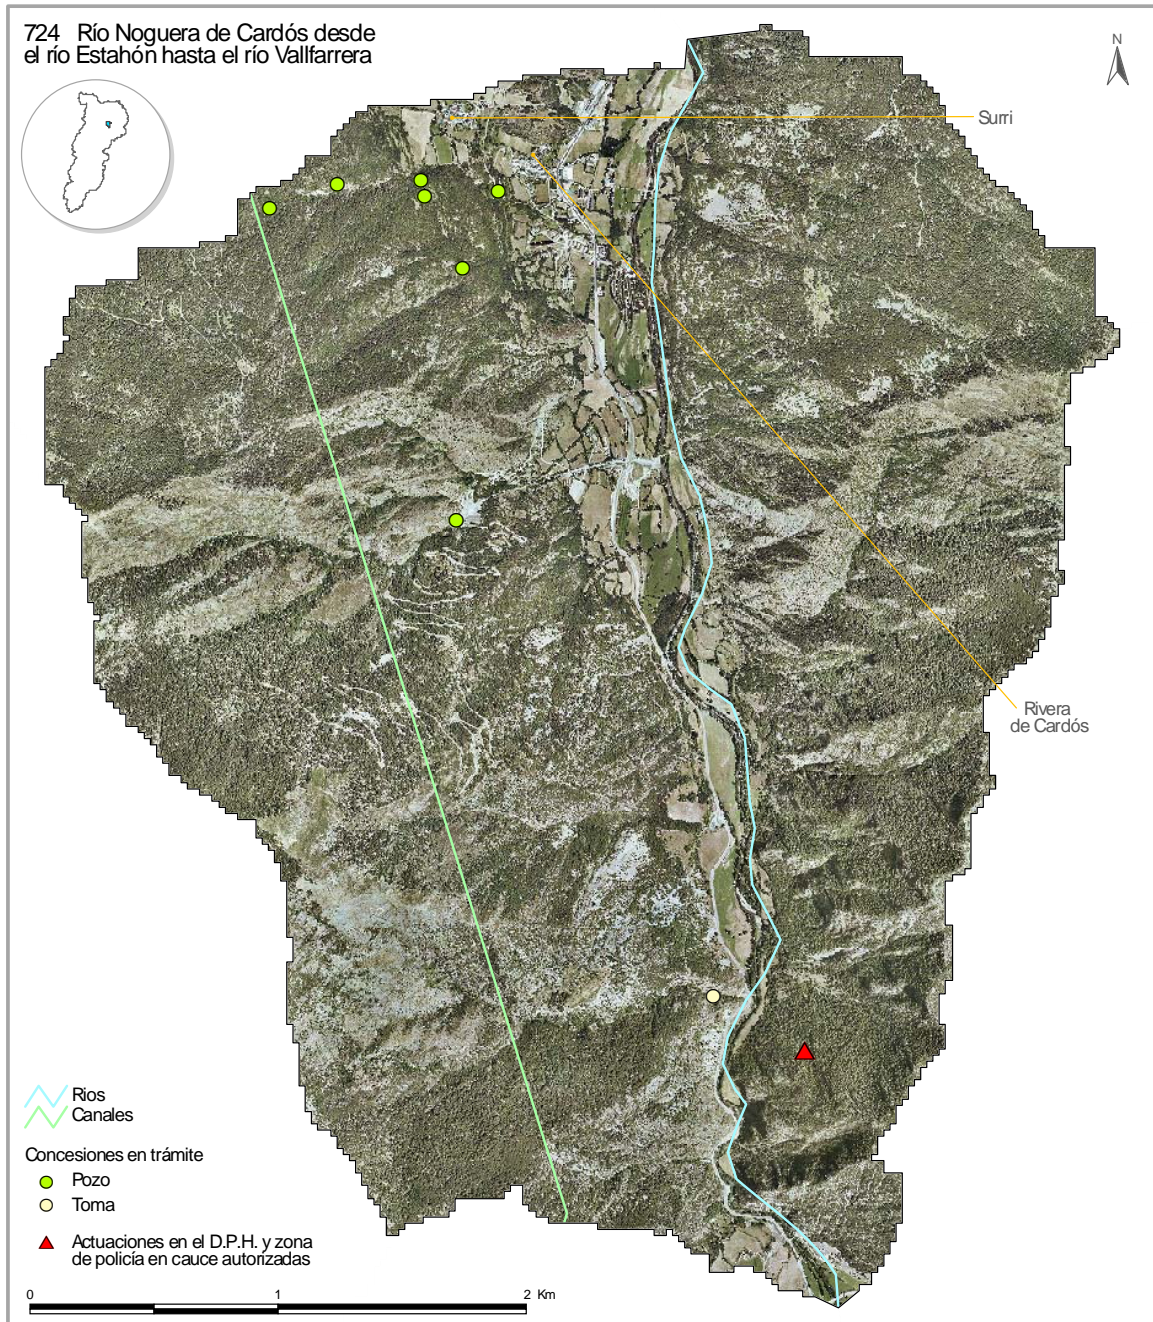 724 Río Noguera de Cardós desde
el río Estahón hasta el río Vallfarrera
N
Surri
Rivera
de Cardós
Rios
Canales
Concesiones en trámite
Pozo
Toma
Actuaciones en el D.P.H. y zona
de policía en cauce autorizadas
0 1 2 Km